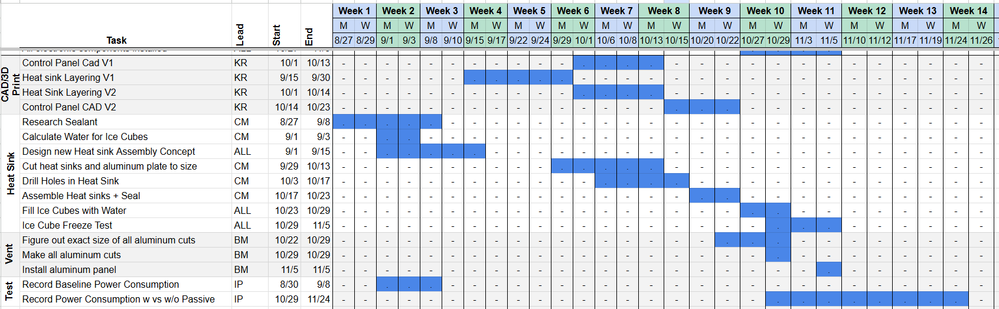 Week 1 Week 2 Week 3 Week 4 Week 5 Week 6 Week 7 Week 8 Week 9 Week 10 Week 11 Week 12 Week 13 Week 14
M W M W M W M W M W M W M W M W M W M W M W M W M W M W
Task Lead Start End 8/27 8/29 9/1 9/3 9/8 9/10 9/15 9/17 9/22 9/24 9/29 10/1 10/6 10/8 10/13 10/15 10/20 10/22 10/27 10/29 11/3 11/5 11/10 11/12 11/17 11/19 11/24 11/26
CAD/3D
Print
Control Panel Cad V1 KR 10/1 10/13 - - - - - - - - - - - . . . . - - - - - - - - - - - - -
Heat sink Layering V1 KR 9/15 9/30 - - - - - - . . . . . - - - - - - - - - - - - - - - - -
Heat Sink Layering V2 KR 10/1 10/14 - - - - - - - - - - - . . . . - - - - - - - - - - - - -
Control Panel CAD V2 KR 10/14 10/23 - - - - - - - - - - - - - - - . . . - - - - - - - - - -
Heat Sink
Research Sealant CM 8/27 9/8 . . . . . - - - - - - - - - - - - - - - - - - - - - - -
Calculate Water for Ice Cubes CM 9/1 9/3 - - . . - - - - - - - - - - - - - - - - - - - - - - - -
Design new Heat sink Assembly Concept ALL 9/1 9/15 - - . . . . . - - - - - - - - - - - - - - - - - - - - -
Cut heat sinks and aluminum plate to size CM 9/29 10/13 - - - - - - - - - - . . . . . - - - - - - - - - - - - -
Drill Holes in Heat Sink CM 10/3 10/17 - - - - - - - - - - - - . . . . - - - - - - - - - - - -
Assemble Heat sinks + Seal CM 10/17 10/23 - - - - - - - - - - - - - - - - . . - - - - - - - - - -
Fill Ice Cubes with Water ALL 10/23 10/29 - - - - - - - - - - - - - - - - - - . . - - - - - - - -
Ice Cube Freeze Test ALL 10/29 11/5 - - - - - - - - - - - - - - - - - - - . . . - - - - - -
Vent
Figure out exact size of all aluminum cuts BM 10/22 10/29 - - - - - - - - - - - - - - - - - . . . - - - - - - - -
Make all aluminum cuts BM 10/29 10/29 - - - - - - - - - - - - - - - - - - - . - - - - - - - -
Install aluminum panel BM 11/5 11/5 - - - - - - - - - - - - - - - - - - - - - . - - - - - -
Test
Record Baseline Power Consumption IP 8/30 9/8 - - . . . - - - - - - - - - - - - - - - - - - - - - - -
Record Power Consumption w vs w/o Passive IP 10/29 11/24 - - - - - - - - - - - - - - - - - - - . . . . . . . . -